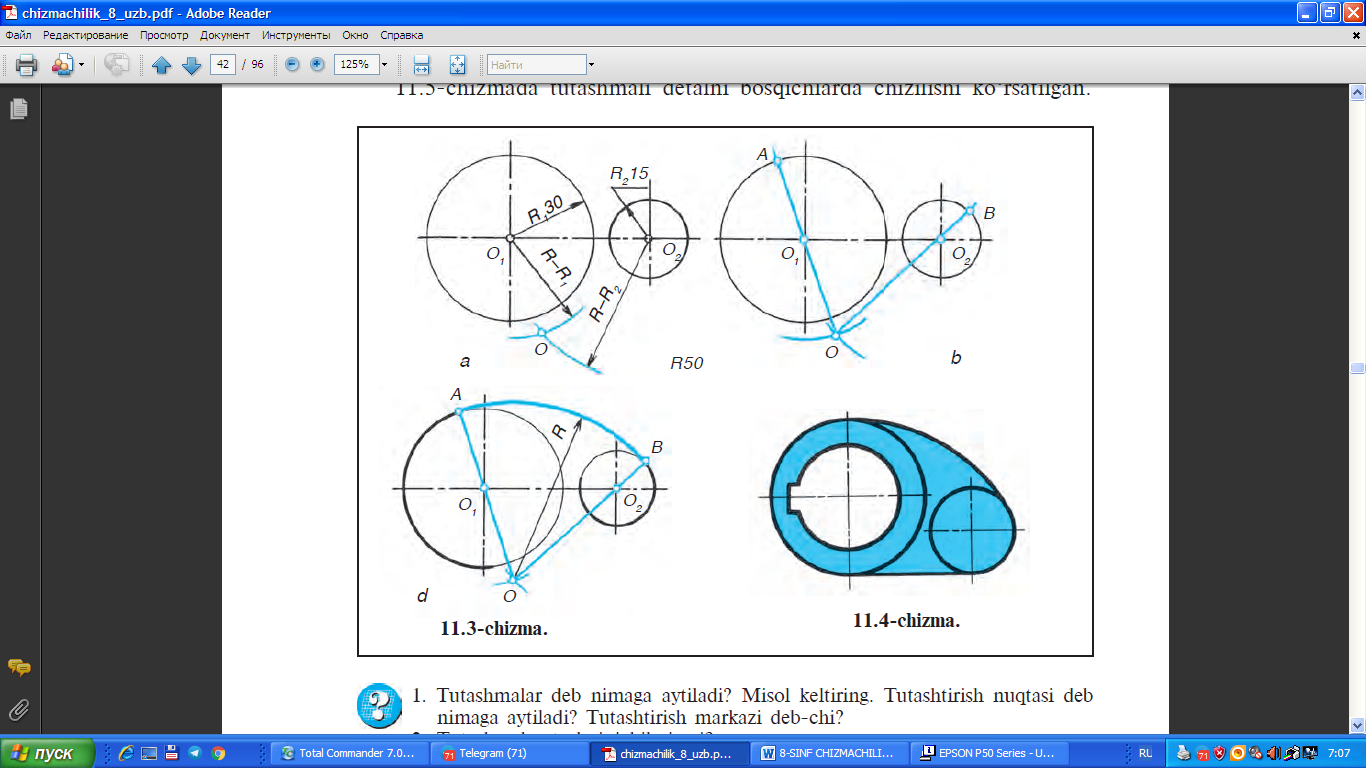 chizmachilik_8_uzb.pdf - Adobe Reader
Файл Редактирование Просмотр Документ Инструменты Окно Справка
42 / 96 125% Найти
11.5-chizmada tutashmali detalni bosqichlarda chizilishi ko‘rsatilgan.
R₂15
R₁30
O₁
O₂
R–R₁
R–R₂
O
a
R50
A
B
O₁
O₂
O
b
A
R
B
O₁
O₂
O
d
11.3-chizma.
11.4-chizma.
1. Tutashmalar deb nimaga aytiladi? Misol keltiring. Tutashtirish nuqtasi deb
nimaga aytiladi? Tutashtirish markazi deb-chi?
пуск
Total Commander 7.0...
71 Telegram (71)
chizmachilik_8_uzb.p...
8-SINF CHIZMACHILI...
EPSON P50 Series - U...
RU
71
7:07